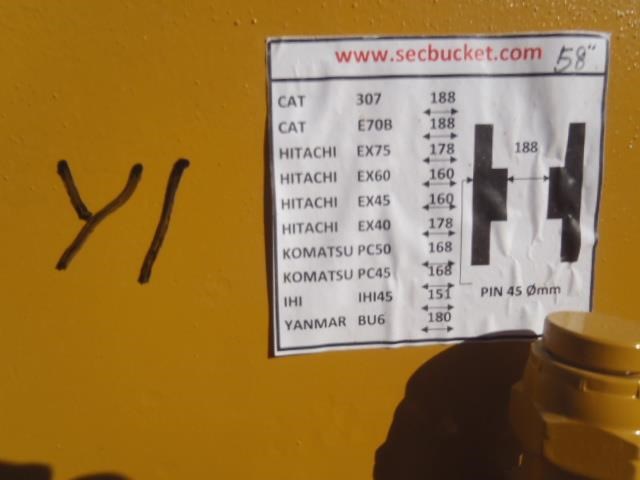 www.secbucket.com 58"
CAT 307 188
CAT E70B 188
HITACHI EX75 178
HITACHI EX60 160
HITACHI EX45 160
HITACHI EX40 178
KOMATSU PC50 168
KOMATSU PC45 168
IHI IHI45 151
YANMAR BU6 180
188
PIN 45 Ømm
Y1